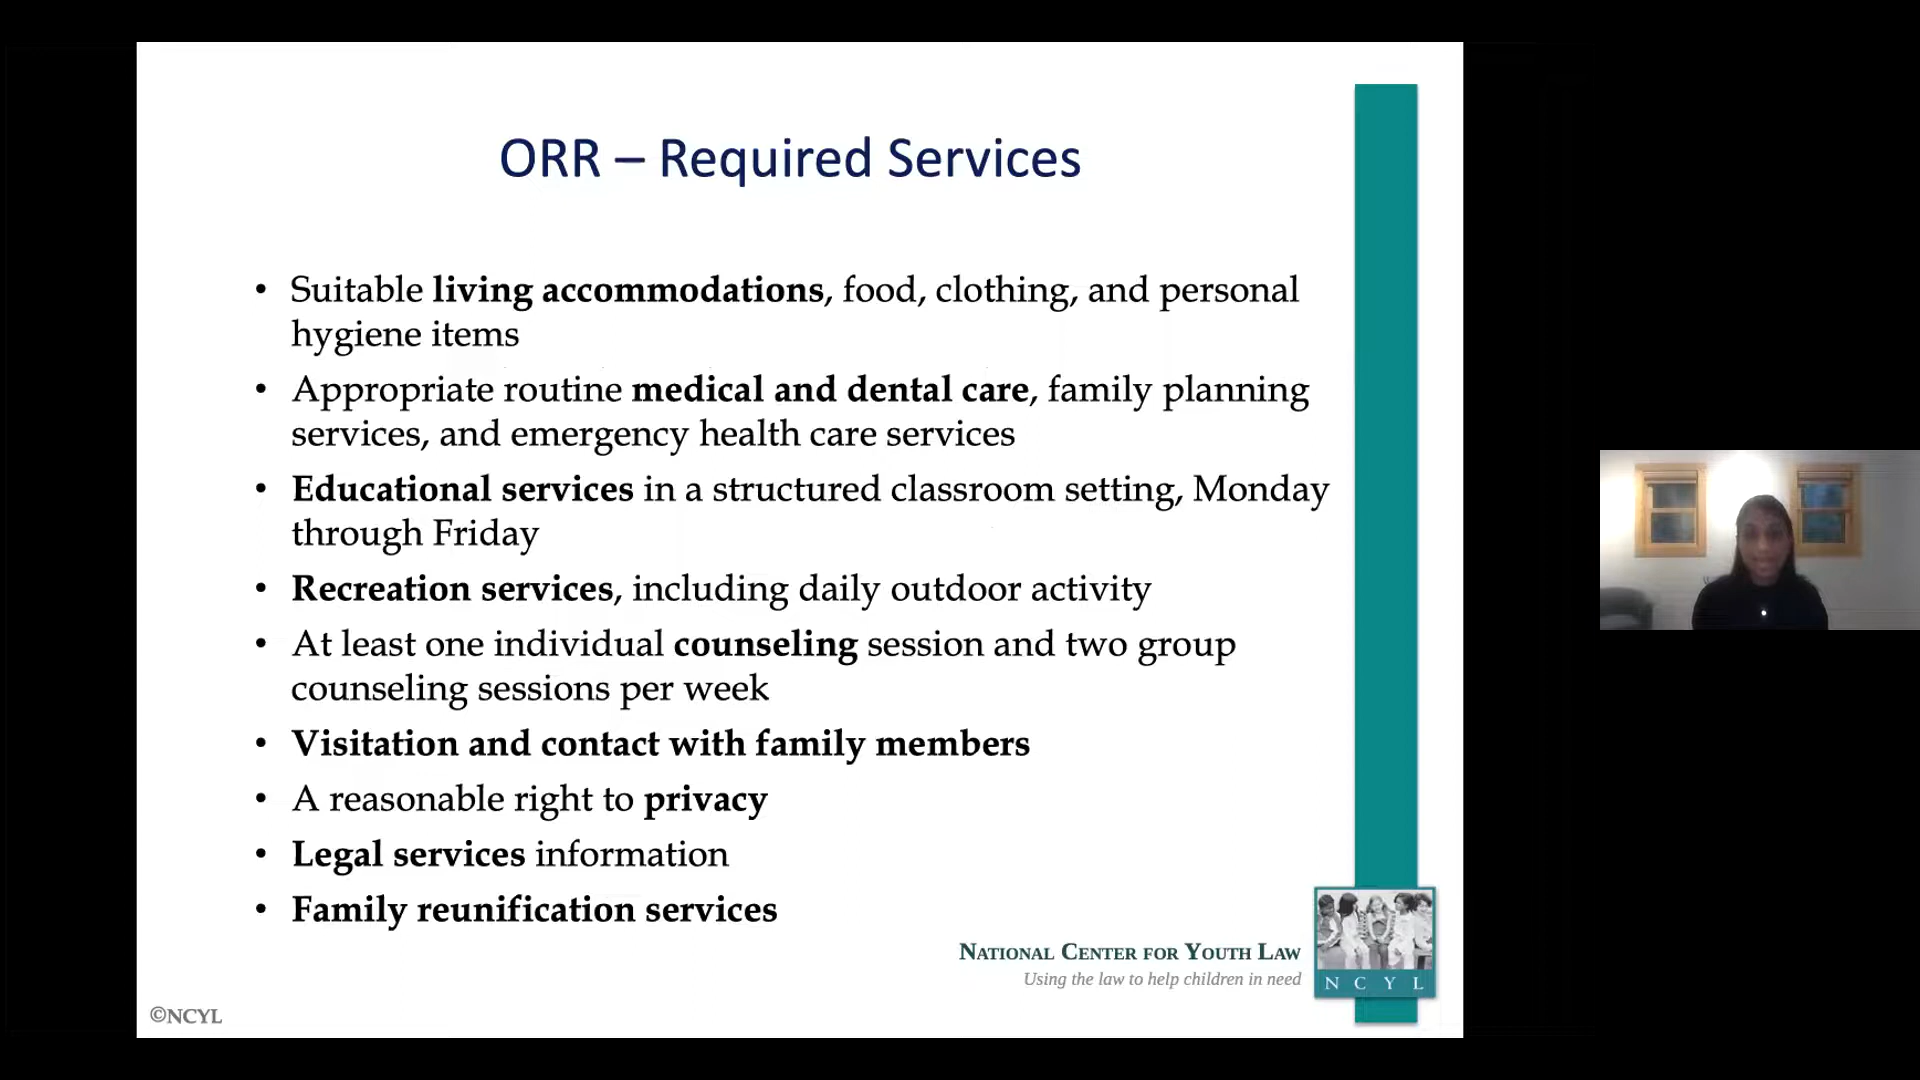 ORR – Required Services
• Suitable living accommodations, food, clothing, and personal
hygiene items
• Appropriate routine medical and dental care, family planning
services, and emergency health care services
• Educational services in a structured classroom setting, Monday
through Friday
• Recreation services, including daily outdoor activity
• At least one individual counseling session and two group
counseling sessions per week
• Visitation and contact with family members
• A reasonable right to privacy
• Legal services information
• Family reunification services
NATIONAL CENTER FOR YOUTH LAW
Using the law to help children in need
N C Y L
©NCYL